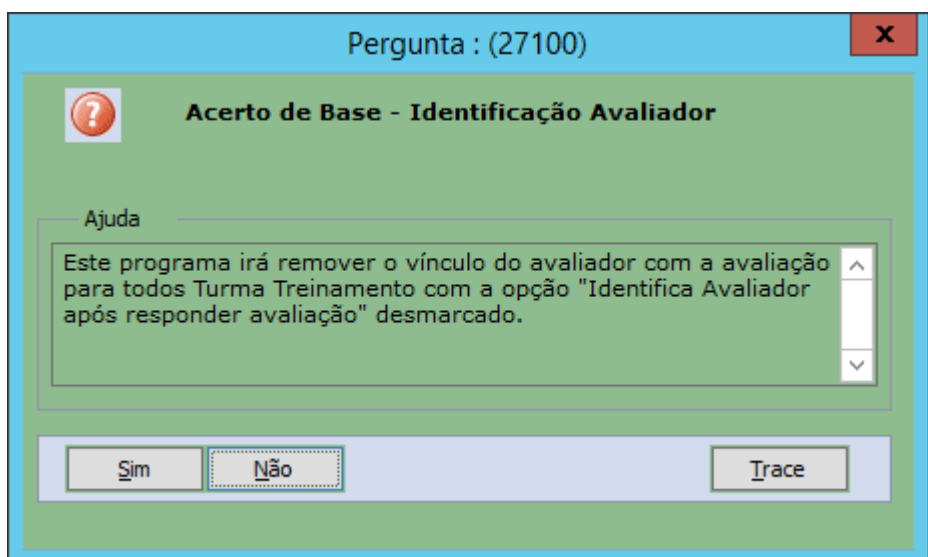 Pergunta : (27100)
x
?
Acerto de Base - Identificação Avaliador
Ajuda
Este programa irá remover o vínculo do avaliador com a avaliação
para todos Turma Treinamento com a opção "Identifica Avaliador
após responder avaliação" desmarcado.
Sim
Não
Trace